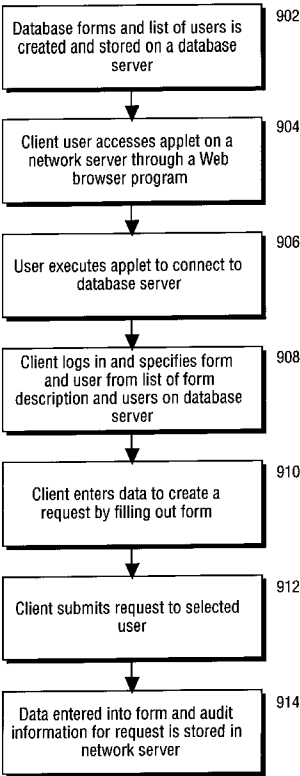 902
Database forms and list of users is
created and stored on a database
server
904
Client user accesses applet on a
network server through a Web
browser program
906
User executes applet to connect to
database server
908
Client logs in and specifies form
and user from list of form
description and users on database
server
910
Client enters data to create a
request by filling out form
912
Client submits request to selected
user
914
Data entered into form and audit
information for request is stored in
network server